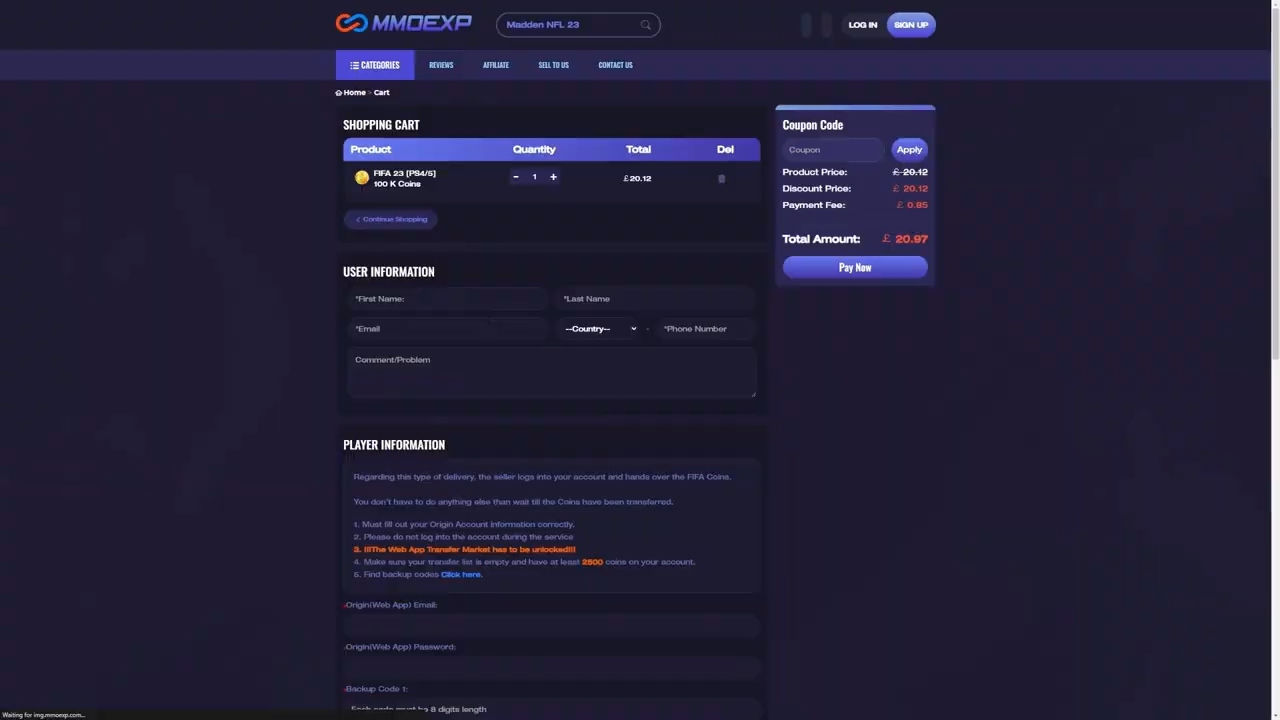 MMOEXP
Madden NFL 23
LOG IN
SIGN UP
CATEGORIES
REVIEWS
AFFILIATE
SELL TO US
CONTACT US
Home > Cart
SHOPPING CART
Product Quantity Total Del
FIFA 23 [PS4/5]
100 K Coins
- 1 +
£20.12
< Continue Shopping
Coupon Code
Coupon
Apply
Product Price: £ 20.12
Discount Price: £ 20.12
Payment Fee: £ 0.85
Total Amount: £ 20.97
Pay Now
USER INFORMATION
*First Name: *Last Name
*Email --Country-- - *Phone Number
Comment/Problem
PLAYER INFORMATION
Regarding this type of delivery, the seller logs into your account and hands over the FIFA Coins.
You don't have to do anything else than wait till the Coins have been transferred.
1. Must fill out your Origin Account information correctly.
2. Please do not log into the account during the service
3. !!!The Web App Transfer Market has to be unlocked!!!
4. Make sure your transfer list is empty and have at least 2500 coins on your account.
5. Find backup codes Click here.
*Origin(Web App) Email:
*Origin(Web App) Password:
*Backup Code 1:
Each code must be 8 digits length
Waiting for img.mmoexp.com...